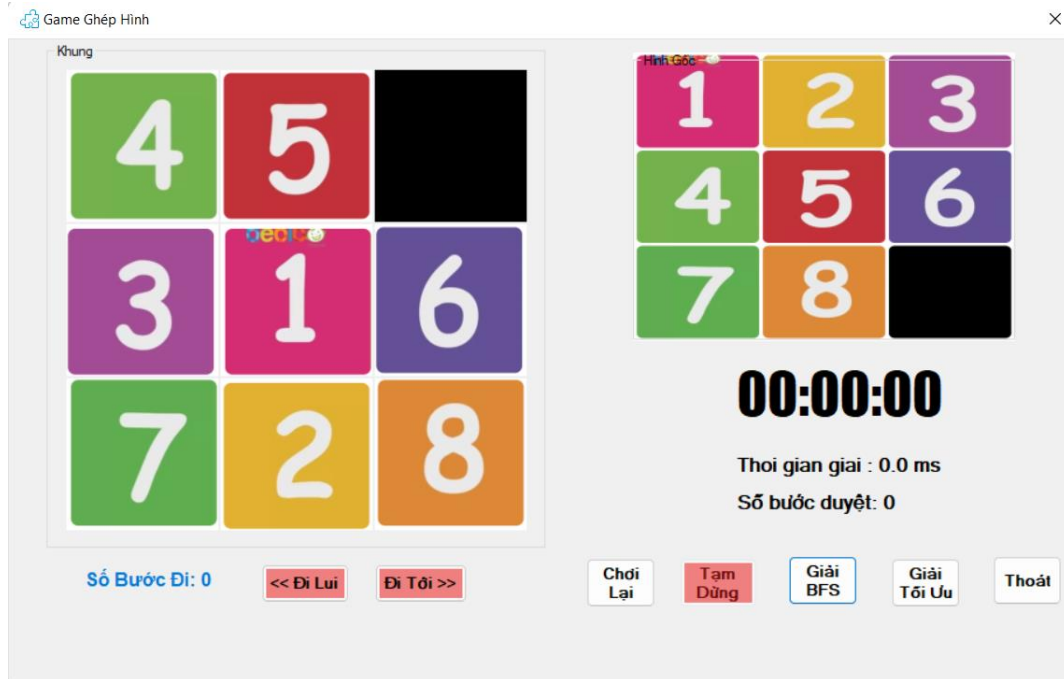 Game Ghép Hình
Khung
4 5
3 1 6
7 2 8
Hình Gốc
1 2 3
4 5 6
7 8
00:00:00
Thoi gian giai : 0.0 ms
Số bước duyệt: 0
Số Bước Đi: 0
<< Đi Lui
Đi Tới >>
Chơi
Lại
Tạm
Dừng
Giải
BFS
Giải
Tối Ưu
Thoát